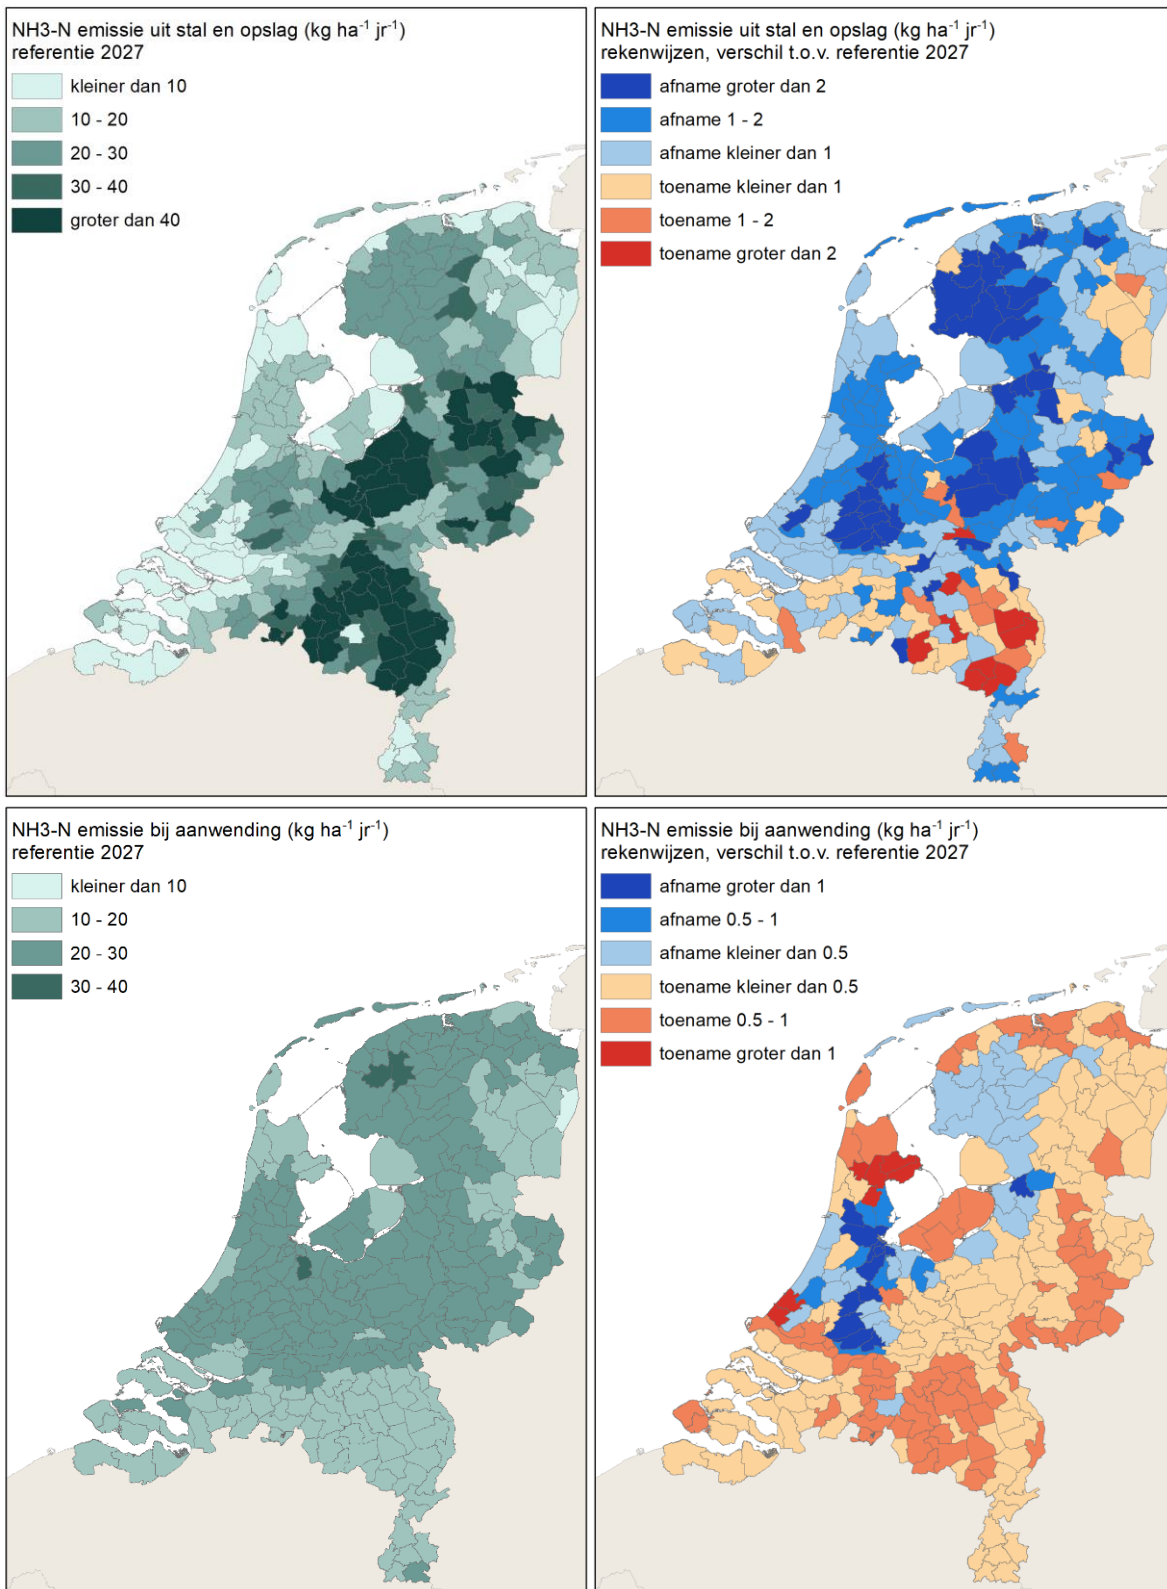 NH3-N emissie uit stal en opslag (kg ha⁻¹ jr⁻¹)
referentie 2027
kleiner dan 10
10 - 20
20 - 30
30 - 40
groter dan 40
NH3-N emissie uit stal en opslag (kg ha⁻¹ jr⁻¹)
rekenwijzen, verschil t.o.v. referentie 2027
afname groter dan 2
afname 1 - 2
afname kleiner dan 1
toename kleiner dan 1
toename 1 - 2
toename groter dan 2
NH3-N emissie bij aanwending (kg ha⁻¹ jr⁻¹)
referentie 2027
kleiner dan 10
10 - 20
20 - 30
30 - 40
NH3-N emissie bij aanwending (kg ha⁻¹ jr⁻¹)
rekenwijzen, verschil t.o.v. referentie 2027
afname groter dan 1
afname 0.5 - 1
afname kleiner dan 0.5
toename kleiner dan 0.5
toename 0.5 - 1
toename groter dan 1